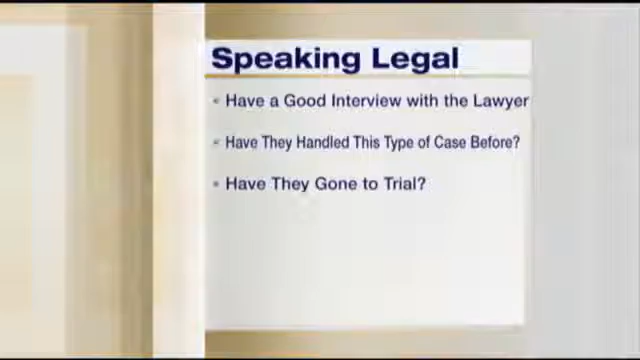 Speaking Legal
Have a Good Interview with the Lawyer
Have They Handled This Type of Case Before?
Have They Gone to Trial?